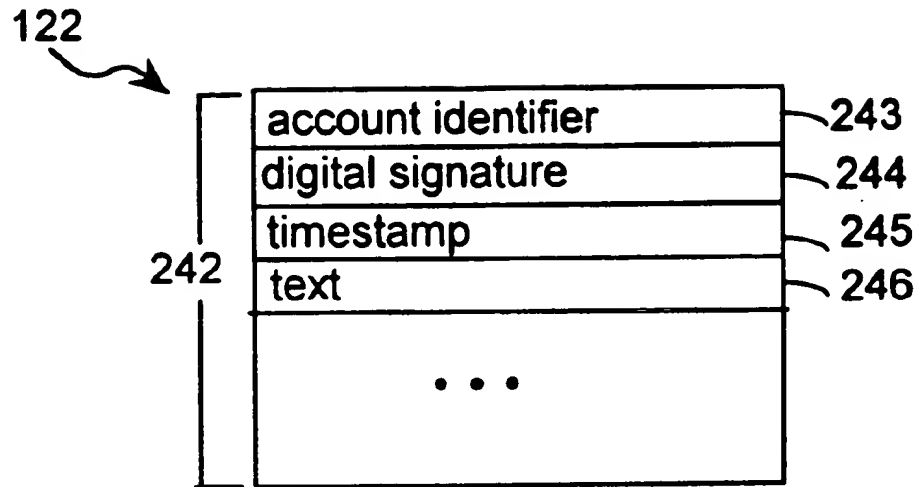 122
account identifier 243
digital signature 244
timestamp 245
242
text 246
• • •